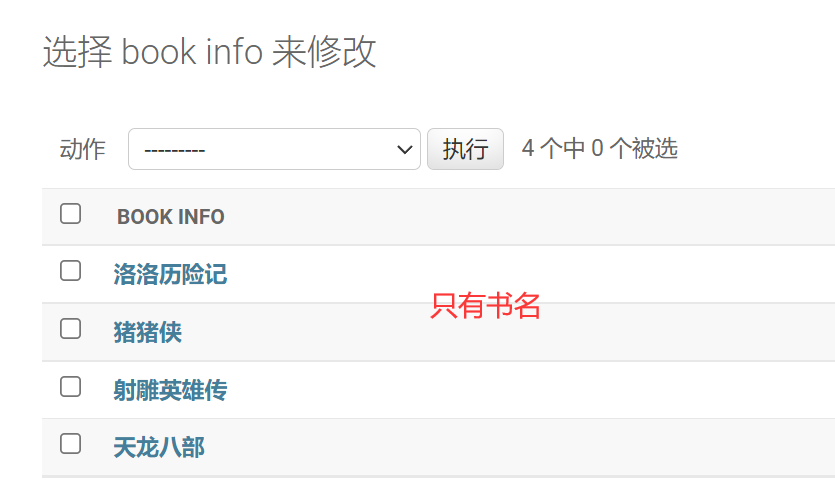 选择 book info 来修改
动作 --------- 执行 4 个中 0 个被选
BOOK INFO
洛洛历险记
只有书名
猪猪侠
射雕英雄传
天龙八部